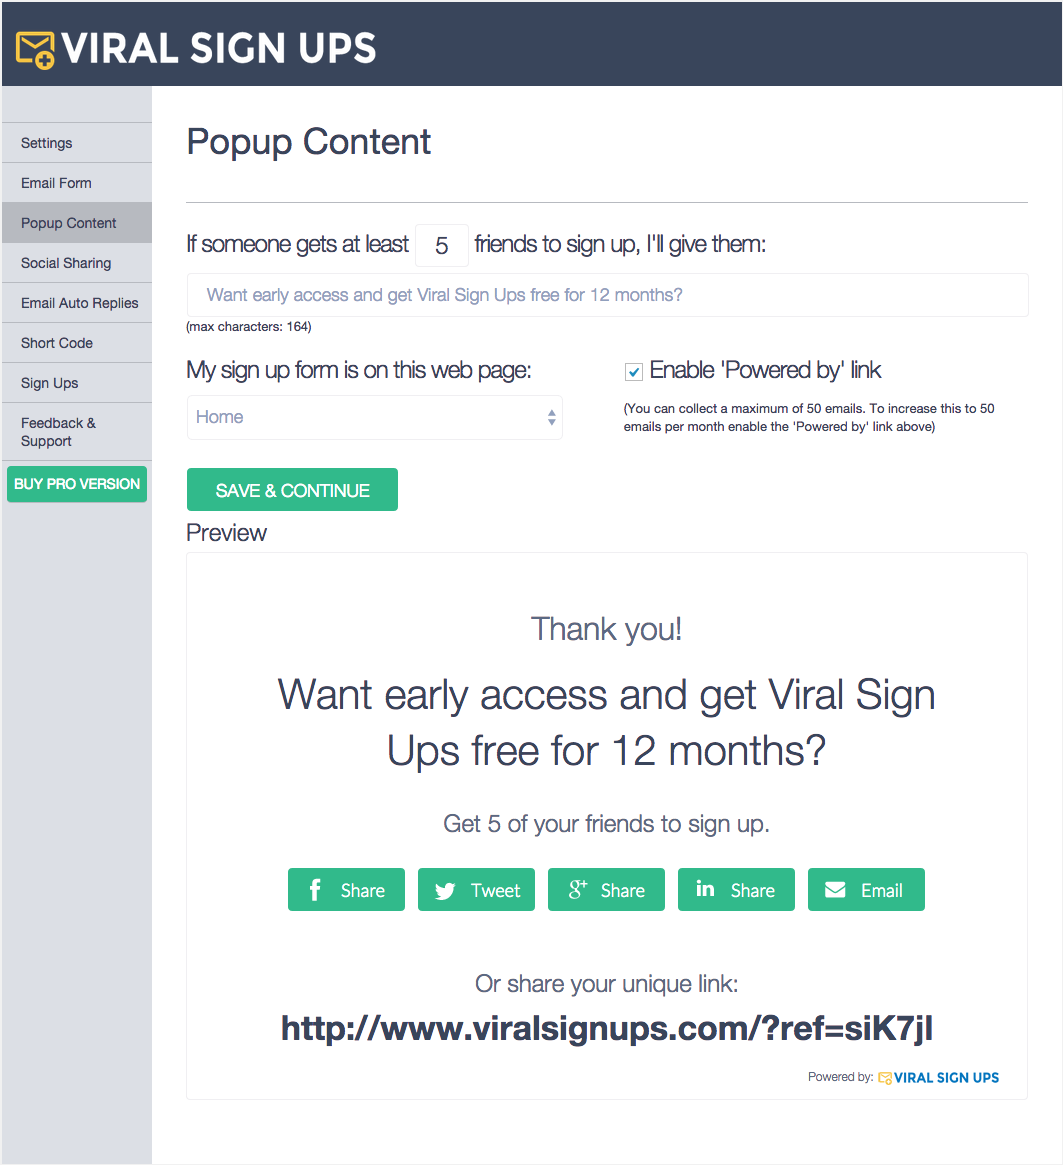 VIRAL SIGN UPS
Settings
Email Form
Popup Content
Social Sharing
Email Auto Replies
Short Code
Sign Ups
Feedback &
Support
BUY PRO VERSION
Popup Content
If someone gets at least 5 friends to sign up, I'll give them:
Want early access and get Viral Sign Ups free for 12 months?
(max characters: 164)
My sign up form is on this web page:
Home
Enable 'Powered by' link
(You can collect a maximum of 50 emails. To increase this to 50
emails per month enable the 'Powered by' link above)
SAVE & CONTINUE
Preview
Thank you!
Want early access and get Viral Sign
Ups free for 12 months?
Get 5 of your friends to sign up.
f Share
Tweet
g+ Share
in Share
Email
Or share your unique link:
http://www.viralsignups.com/?ref=siK7jl
Powered by: VIRAL SIGN UPS